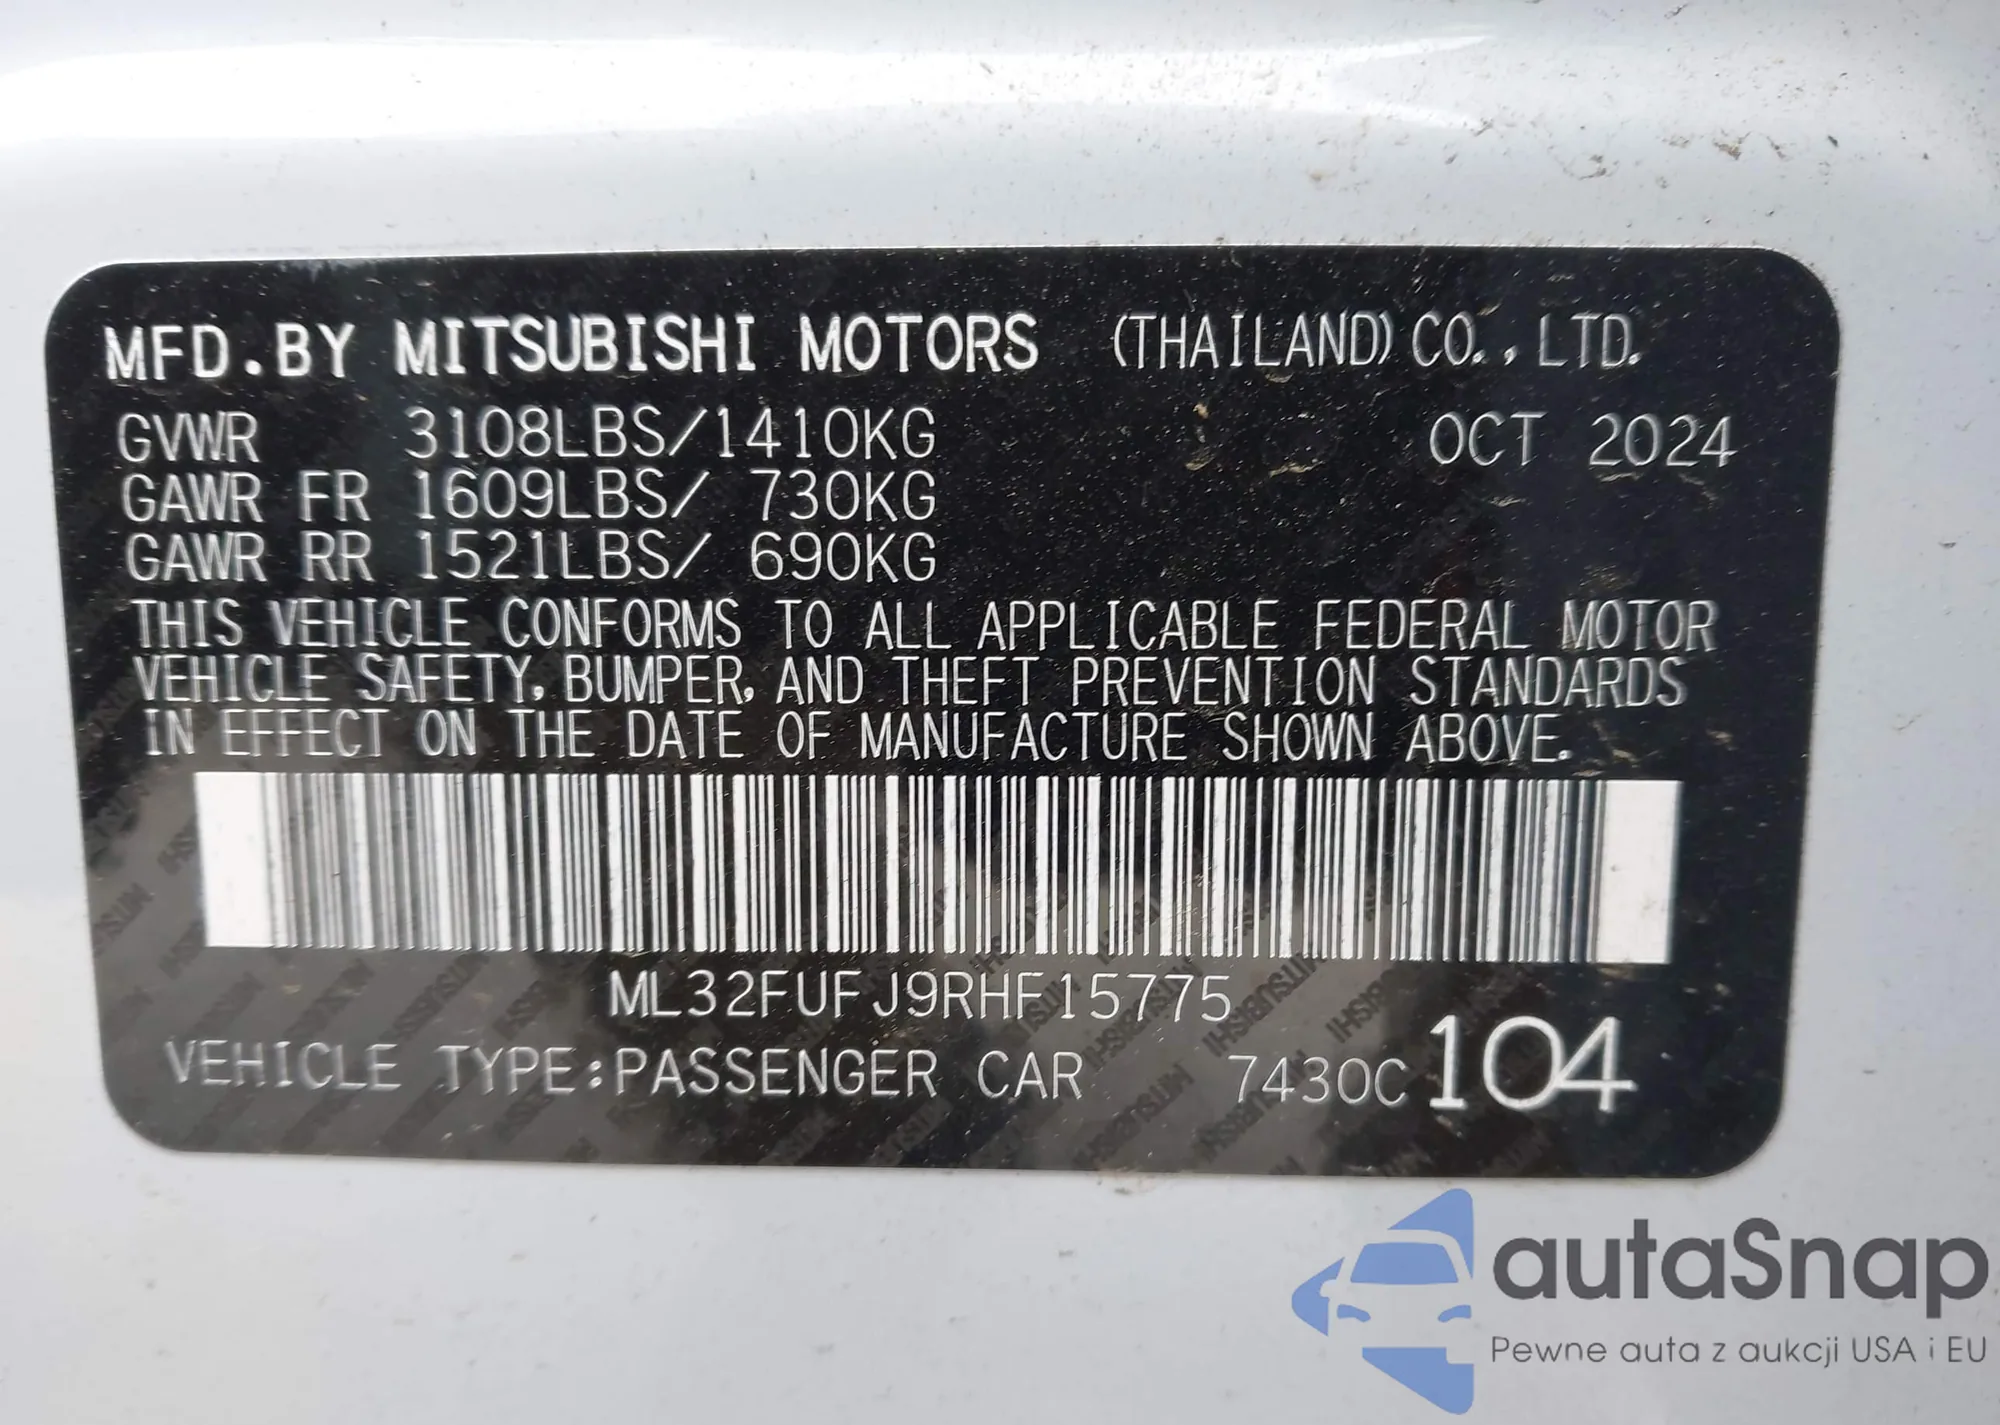 MFD.BY MITSUBISHI MOTORS (THAILAND) CO., LTD.
GVWR 3108LBS/1410KG OCT 2024
GAWR FR 1609LBS/ 730KG
GAWR RR 1521LBS/ 690KG
THIS VEHICLE CONFORMS TO ALL APPLICABLE FEDERAL MOTOR
VEHICLE SAFETY, BUMPER, AND THEFT PREVENTION STANDARDS
IN EFFECT ON THE DATE OF MANUFACTURE SHOWN ABOVE.
ML32FUFJ9RHF15775
VEHICLE TYPE:PASSENGER CAR 7430C 104
autaSnap
Pewne auta z aukcji USA i EU